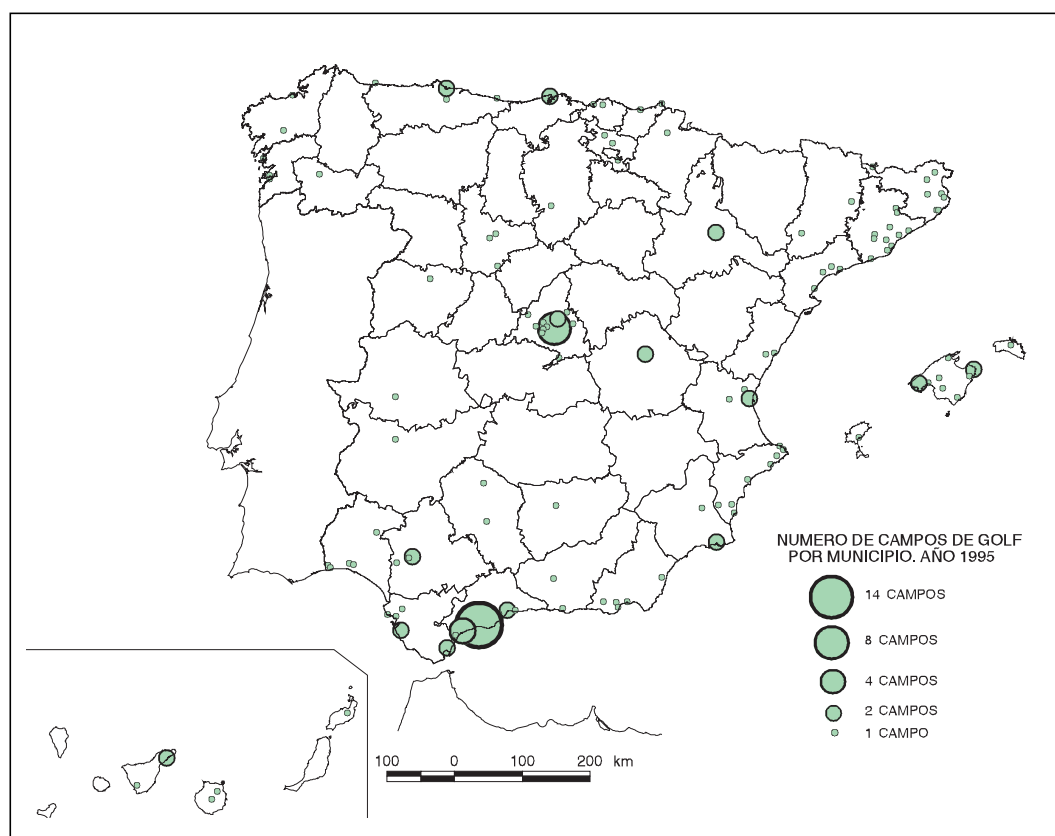 NUMERO DE CAMPOS DE GOLF
POR MUNICIPIO. AÑO 1995
14 CAMPOS
8 CAMPOS
4 CAMPOS
2 CAMPOS
1 CAMPO
100 0 100 200 km